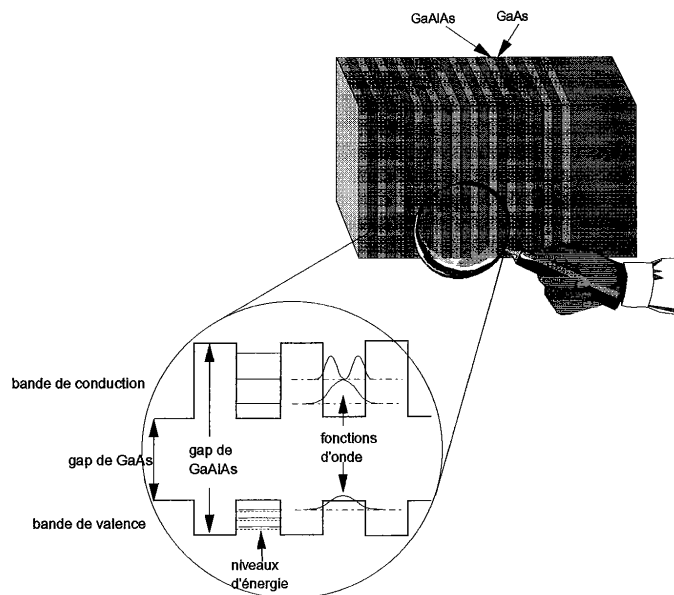 GaAlAs
GaAs
bande de conduction
fonctions
d'onde
gap de GaAs
gap de
GaAlAs
bande de valence
niveaux
d'énergie